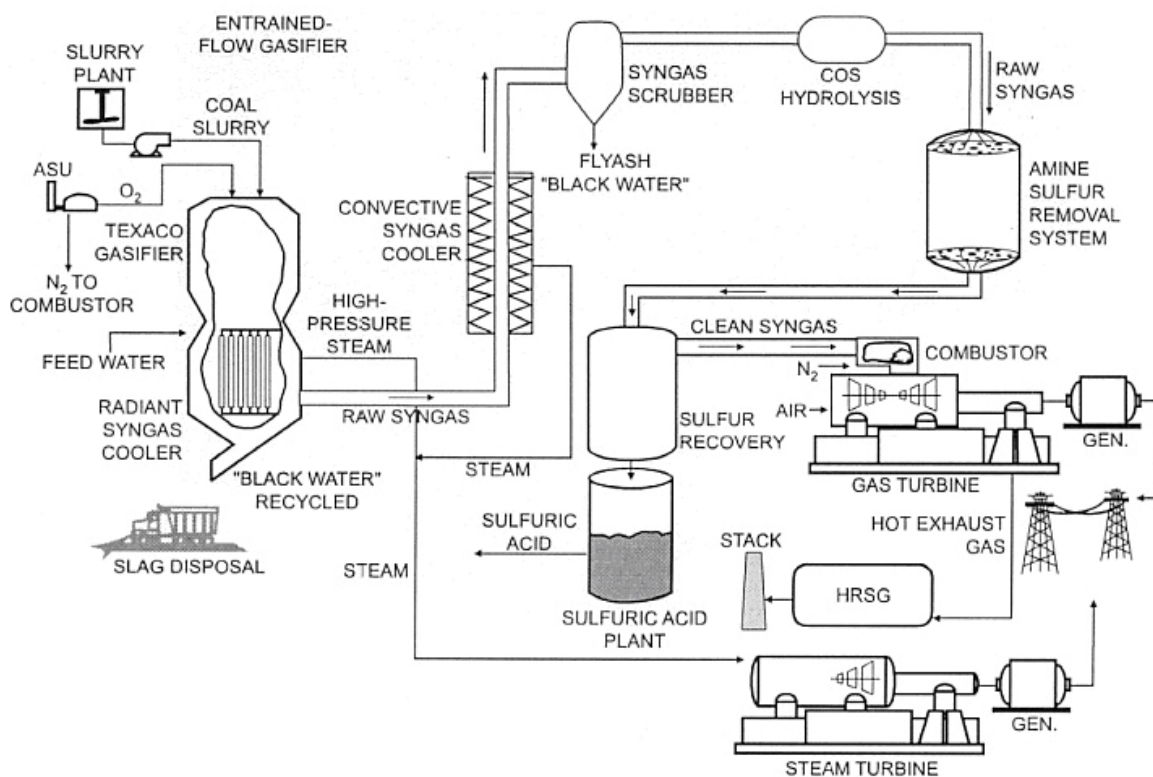 ENTRAINED-
FLOW GASIFIER
SLURRY
PLANT
COAL
SLURRY
ASU
O2
TEXACO
GASIFIER
N2 TO
COMBUSTOR
FEED WATER
RADIANT
SYNGAS
COOLER
"BLACK WATER"
RECYCLED
SLAG DISPOSAL
HIGH-
PRESSURE
STEAM
RAW SYNGAS
CONVECTIVE
SYNGAS
COOLER
STEAM
STEAM
SYNGAS
SCRUBBER
FLYASH
"BLACK WATER"
COS
HYDROLYSIS
RAW
SYNGAS
AMINE
SULFUR
REMOVAL
SYSTEM
CLEAN SYNGAS
SULFUR
RECOVERY
SULFURIC
ACID
SULFURIC ACID
PLANT
COMBUSTOR
N2
AIR
GEN.
GAS TURBINE
HOT EXHAUST
GAS
STACK
HRSG
GEN.
STEAM TURBINE